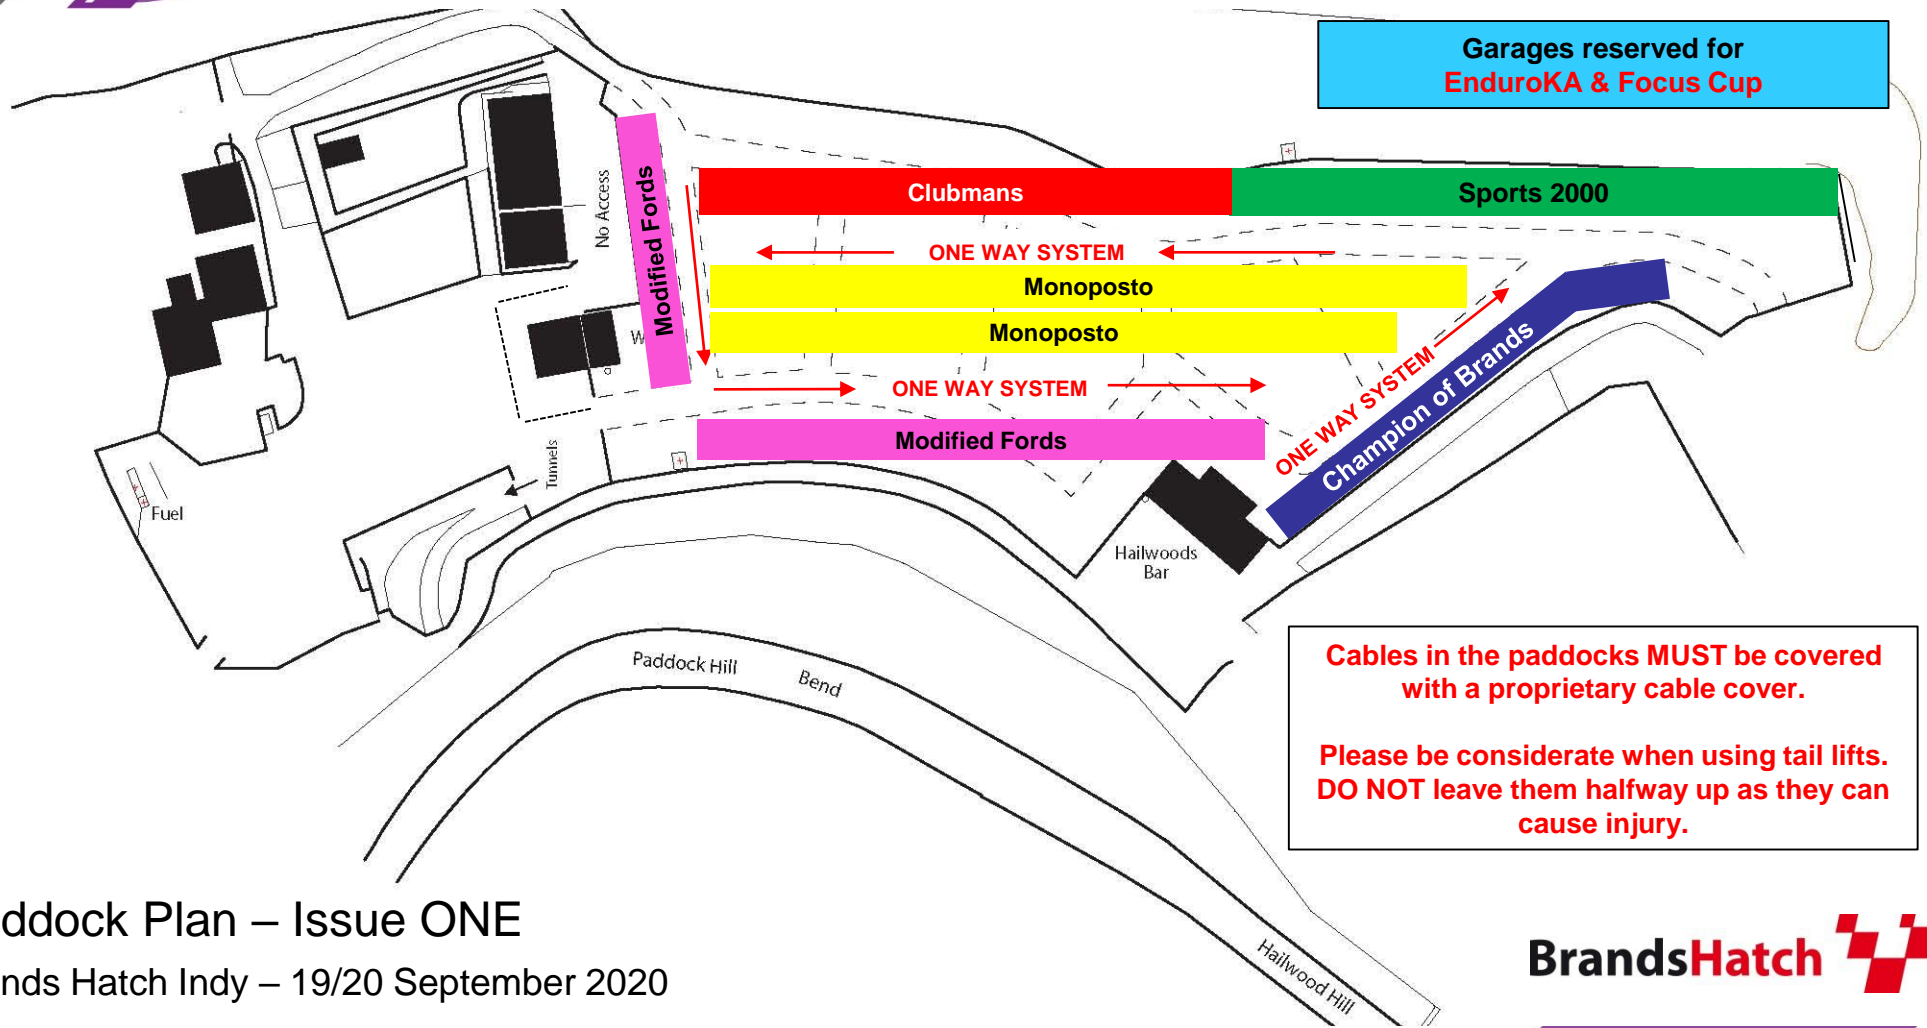 Garages reserved for
EnduroKA & Focus Cup
No Access
Modified Fords
Clubmans
Sports 2000
ONE WAY SYSTEM
Monoposto
Monoposto
ONE WAY SYSTEM
Modified Fords
ONE WAY SYSTEM
Champion of Brands
W
Tunnels
Fuel
Hailwoods
Bar
Paddock Hill Bend
Hailwood Hill
Cables in the paddocks MUST be covered
with a proprietary cable cover.
Please be considerate when using tail lifts.
DO NOT leave them halfway up as they can
cause injury.
ddock Plan – Issue ONE
nds Hatch Indy – 19/20 September 2020
BrandsHatch